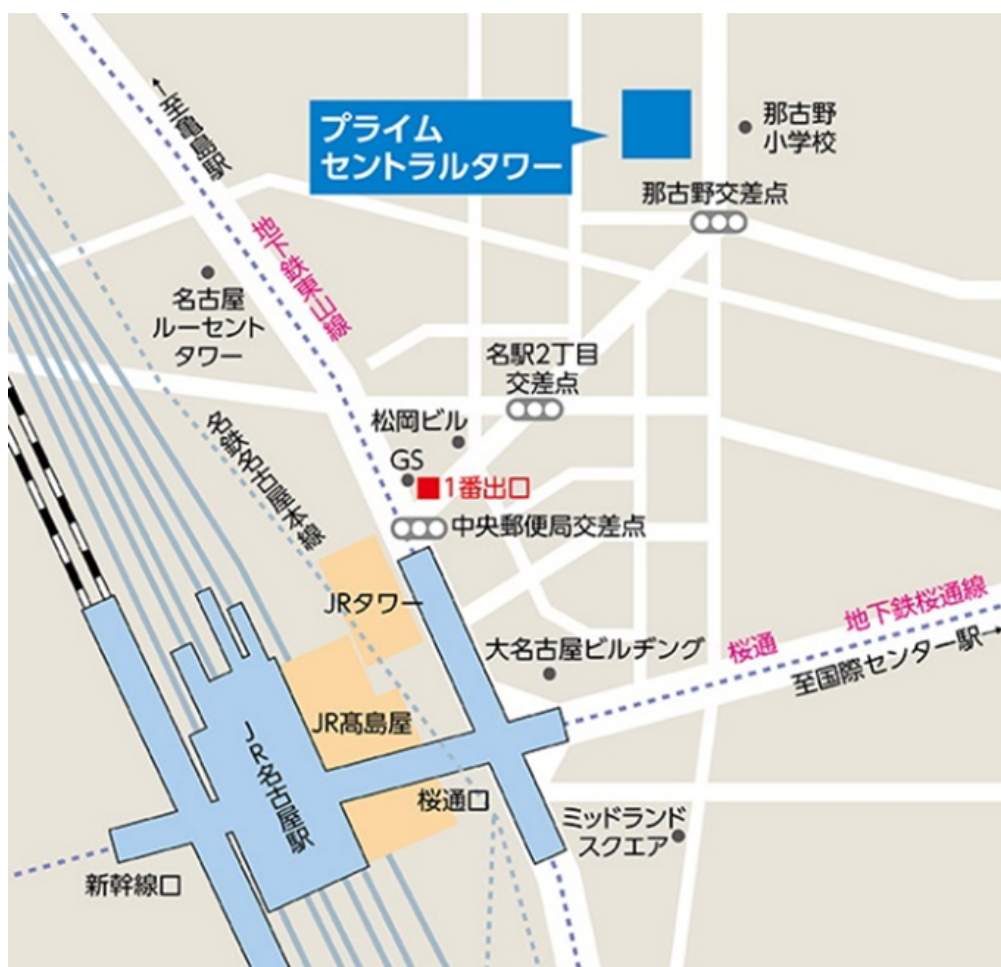 ←至亀島駅
プライム
セントラルタワー
那古野
小学校
那古野交差点
地下鉄東山線
名古屋
ルーセント
タワー
名駅2丁目
交差点
松岡ビル
GS
1番出口
名鉄名古屋本線
中央郵便局交差点
JRタワー
地下鉄桜通線
桜通
至国際センター駅→
大名古屋ビルヂング
JR髙島屋
JR名古屋駅
桜通口
ミッドランド
スクエア
新幹線口